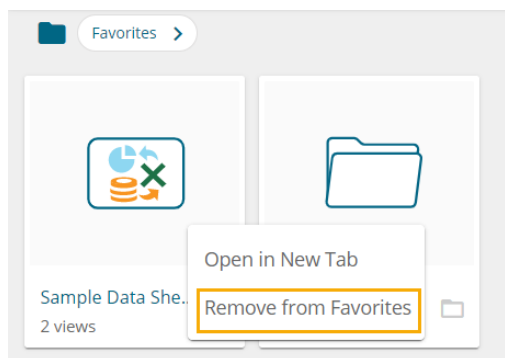 Favorites
Open in New Tab
Sample Data She..
Remove from Favorites
2 views